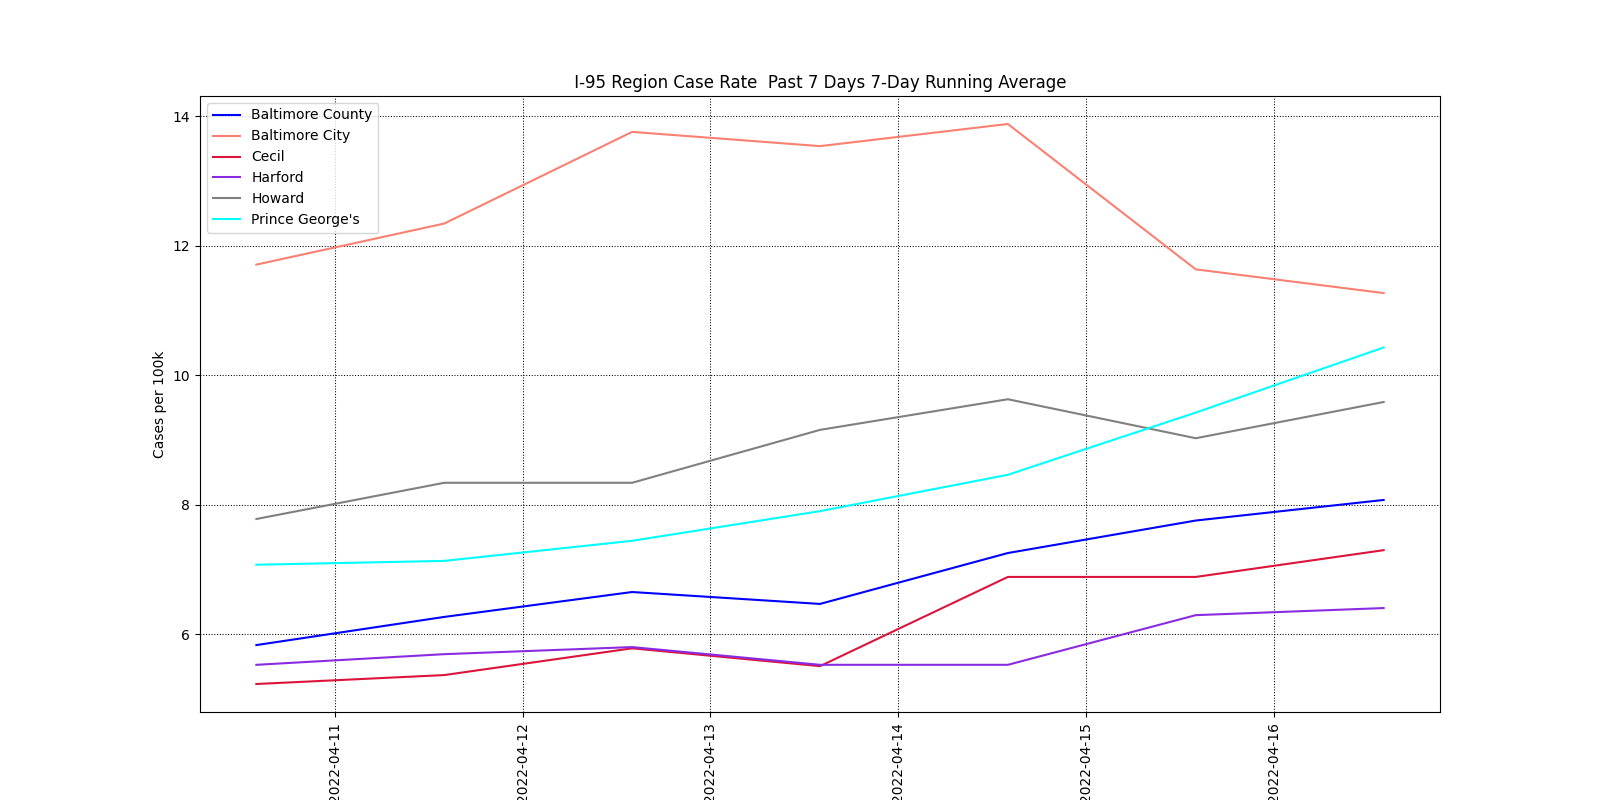 I-95 Region Case Rate  Past 7 Days 7-Day Running Average
Baltimore County
Baltimore City
Cecil
Harford
Howard
Prince George's
14
12
10
8
6
Cases per 100k
2022-04-11
2022-04-12
2022-04-13
2022-04-14
2022-04-15
2022-04-16